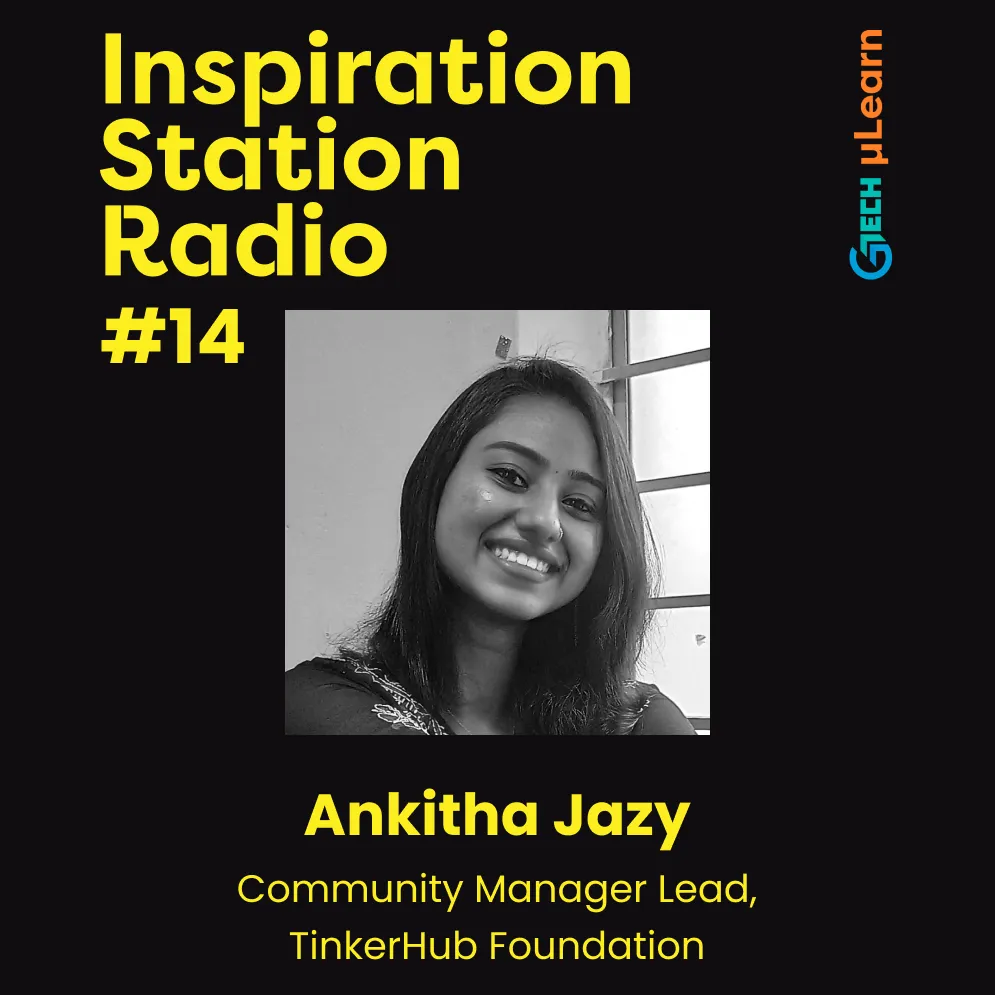 Inspiration
Station
Radio
#14
GTECH µLearn
Ankitha Jazy
Community Manager Lead,
TinkerHub Foundation